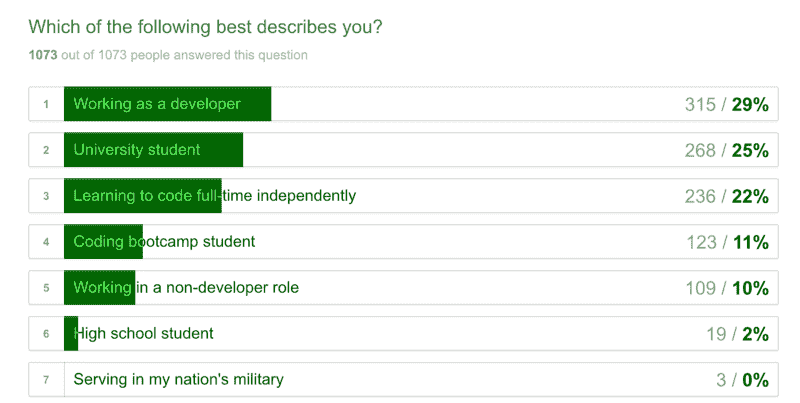 Which of the following best describes you?
1073 out of 1073 people answered this question
1 Working as a developer 315 / 29%
2 University student 268 / 25%
3 Learning to code full-time independently 236 / 22%
4 Coding bootcamp student 123 / 11%
5 Working in a non-developer role 109 / 10%
6 High school student 19 / 2%
7 Serving in my nation's military 3 / 0%